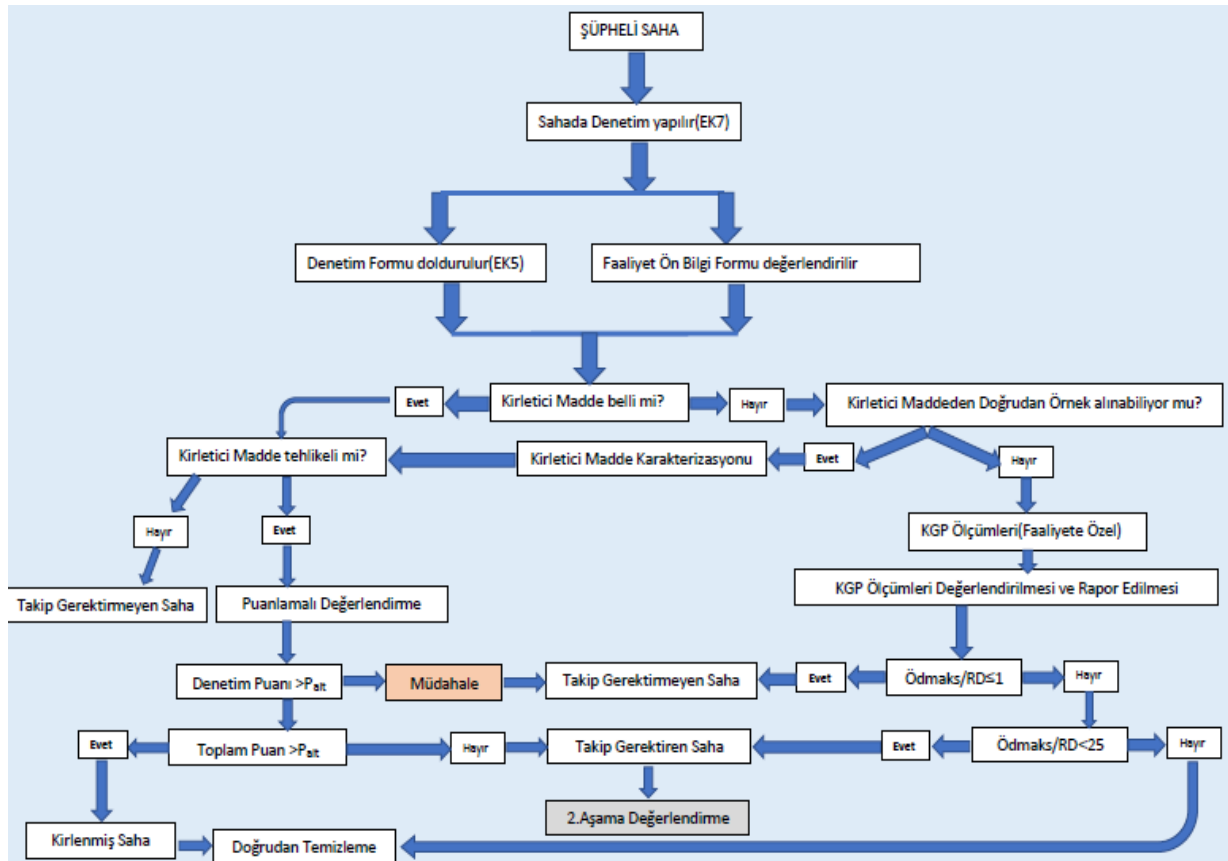 ŞÜPHELİ SAHA
Sahada Denetim yapılır(EK7)
Denetim Formu doldurulur(EK5)
Faaliyet Ön Bilgi Formu değerlendirilir
Evet
Kirletici Madde belli mi?
Hayır
Kirletici Maddeden Doğrudan Örnek alınabiliyor mu?
Kirletici Madde tehlikeli mi?
Kirletici Madde Karakterizasyonu
Evet
Hayır
Hayır
Evet
KGP Ölçümleri(Faaliyete Özel)
Takip Gerektirmeyen Saha
Puanlamalı Değerlendirme
KGP Ölçümleri Değerlendirilmesi ve Rapor Edilmesi
Denetim Puanı >Palt
Müdahale
Takip Gerektirmeyen Saha
Evet
Ödmaks/RD≤1
Hayır
Evet
Toplam Puan >Palt
Hayır
Takip Gerektiren Saha
Evet
Ödmaks/RD<25
Hayır
2.Aşama Değerlendirme
Kirlenmiş Saha
Doğrudan Temizleme